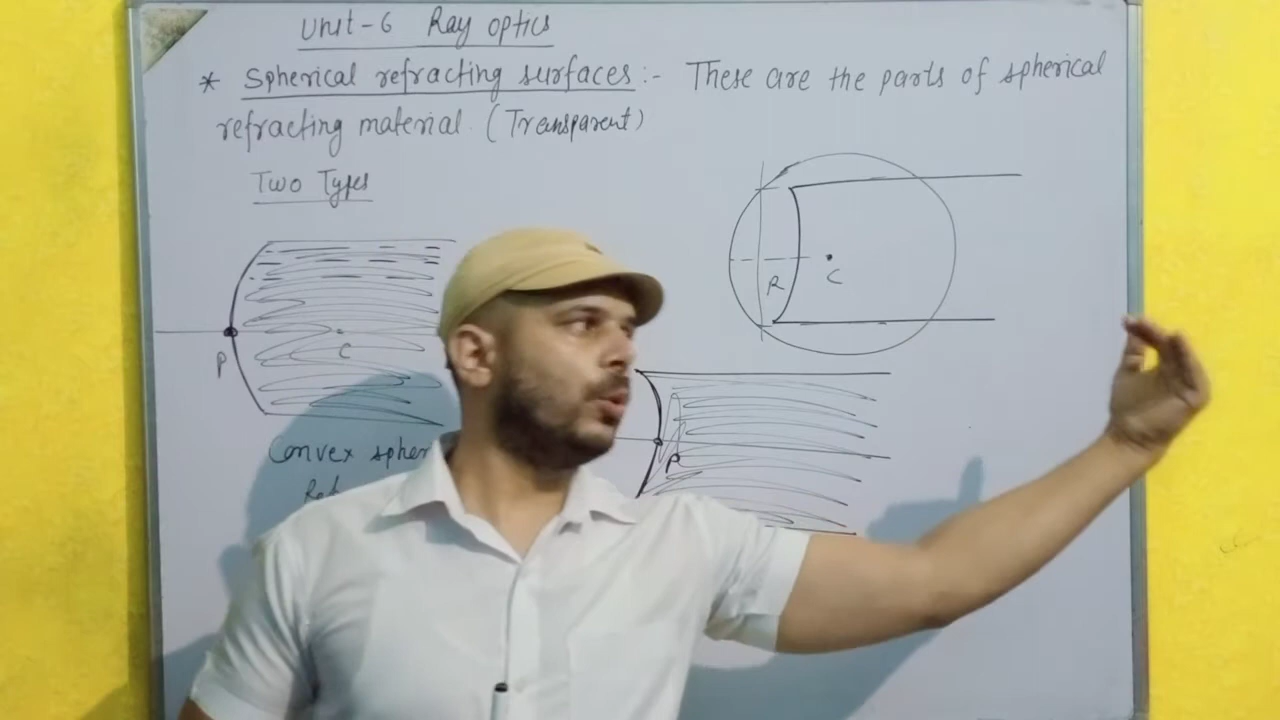 Unit-6 Ray optics
* Spherical refracting surfaces:- These are the parts of spherical
refracting material. (Transparent)
Two Types
R
C
P
C
Convex spher
Ref
P